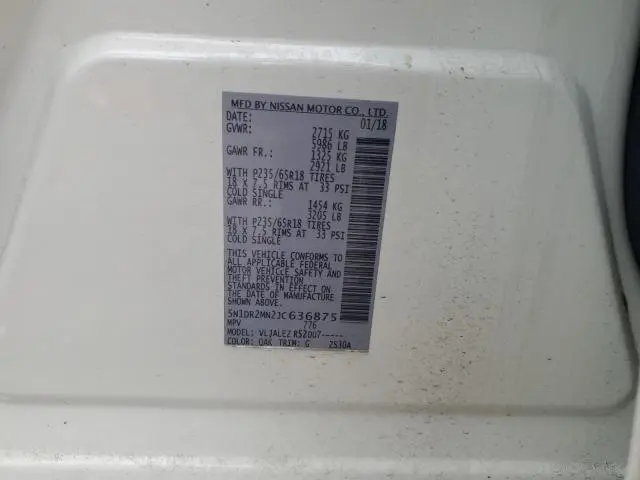 MFD BY NISSAN MOTOR CO., LTD.
DATE: 01/18
GVWR: 2715 KG
5986 LB
GAWR FR.: 1325 KG
2921 LB
WITH P235/65R18 TIRES
18 X 7.5 RIMS AT 33 PSI
COLD SINGLE
GAWR RR.: 1454 KG
3205 LB
WITH P235/65R18 TIRES
18 X 7.5 RIMS AT 33 PSI
COLD SINGLE
THIS VEHICLE CONFORMS TO
ALL APPLICABLE FEDERAL
MOTOR VEHICLE SAFETY AND
THEFT PREVENTION
STANDARDS IN EFFECT ON
THE DATE OF MANUFACTURE
SHOWN ABOVE.
5N1DR2MN2JC636875
MPV 776
MODEL: VLJALEZ R52DU7-----
COLOR: QAK TRIM: G 2S30A